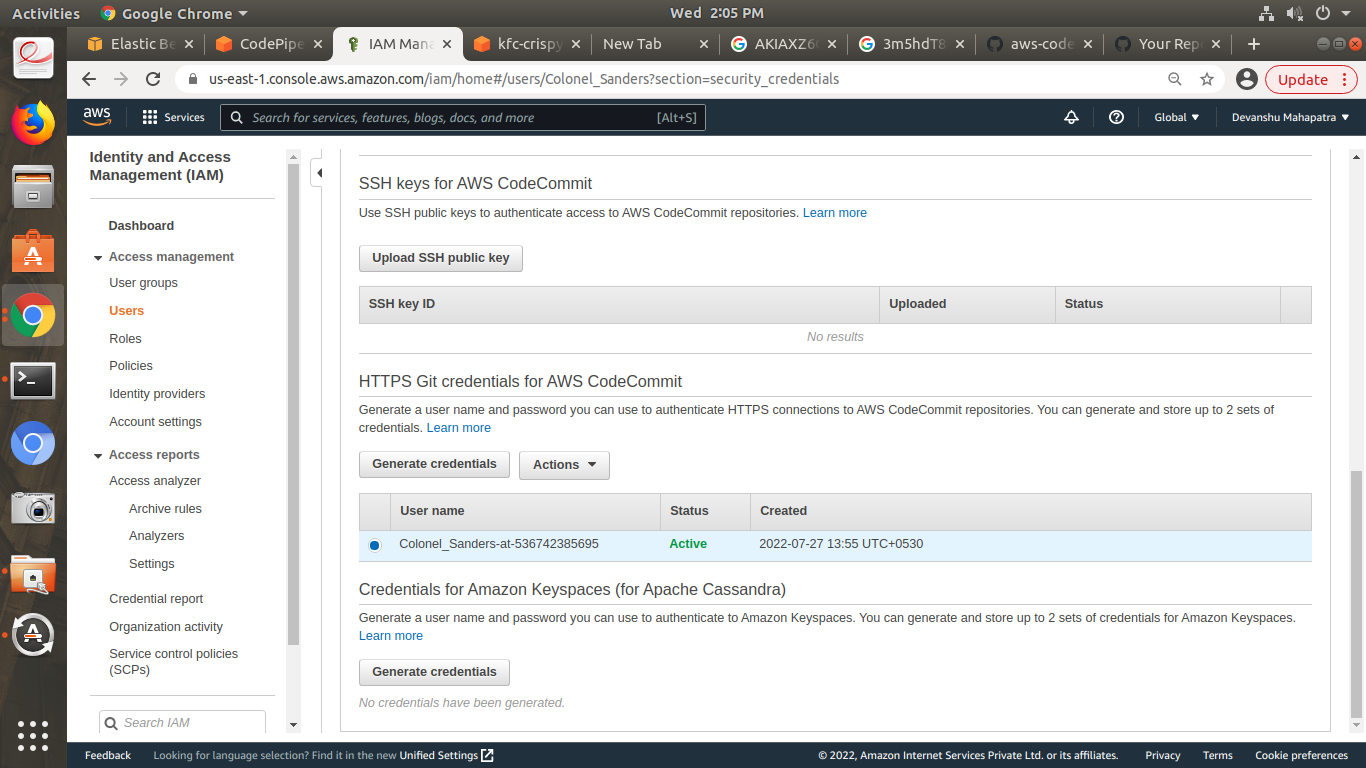 Activities
Google Chrome
Wed 2:05 PM
Elastic Be
CodePipe
IAM Mana
kfc-crispy
New Tab
AKIAXZ6
3m5hdT8
aws-code
Your Rep
us-east-1.console.aws.amazon.com/iam/home#/users/Colonel_Sanders?section=security_credentials
Update
aws
Services
Search for services, features, blogs, docs, and more
[Alt+S]
Global
Devanshu Mahapatra
Identity and Access
Management (IAM)
Dashboard
Access management
User groups
Users
Roles
Policies
Identity providers
Account settings
Access reports
Access analyzer
Archive rules
Analyzers
Settings
Credential report
Organization activity
Service control policies
(SCPs)
Search IAM
SSH keys for AWS CodeCommit
Use SSH public keys to authenticate access to AWS CodeCommit repositories. Learn more
Upload SSH public key
SSH key ID Uploaded Status
No results
HTTPS Git credentials for AWS CodeCommit
Generate a user name and password you can use to authenticate HTTPS connections to AWS CodeCommit repositories. You can generate and store up to 2 sets of
credentials. Learn more
Generate credentials Actions
User name Status Created
Colonel_Sanders-at-536742385695 Active 2022-07-27 13:55 UTC+0530
Credentials for Amazon Keyspaces (for Apache Cassandra)
Generate a user name and password you can use to authenticate to Amazon Keyspaces. You can generate and store up to 2 sets of credentials for Amazon Keyspaces.
Learn more
Generate credentials
No credentials have been generated.
Feedback
Looking for language selection? Find it in the new Unified Settings
© 2022, Amazon Internet Services Private Ltd. or its affiliates.
Privacy
Terms
Cookie preferences